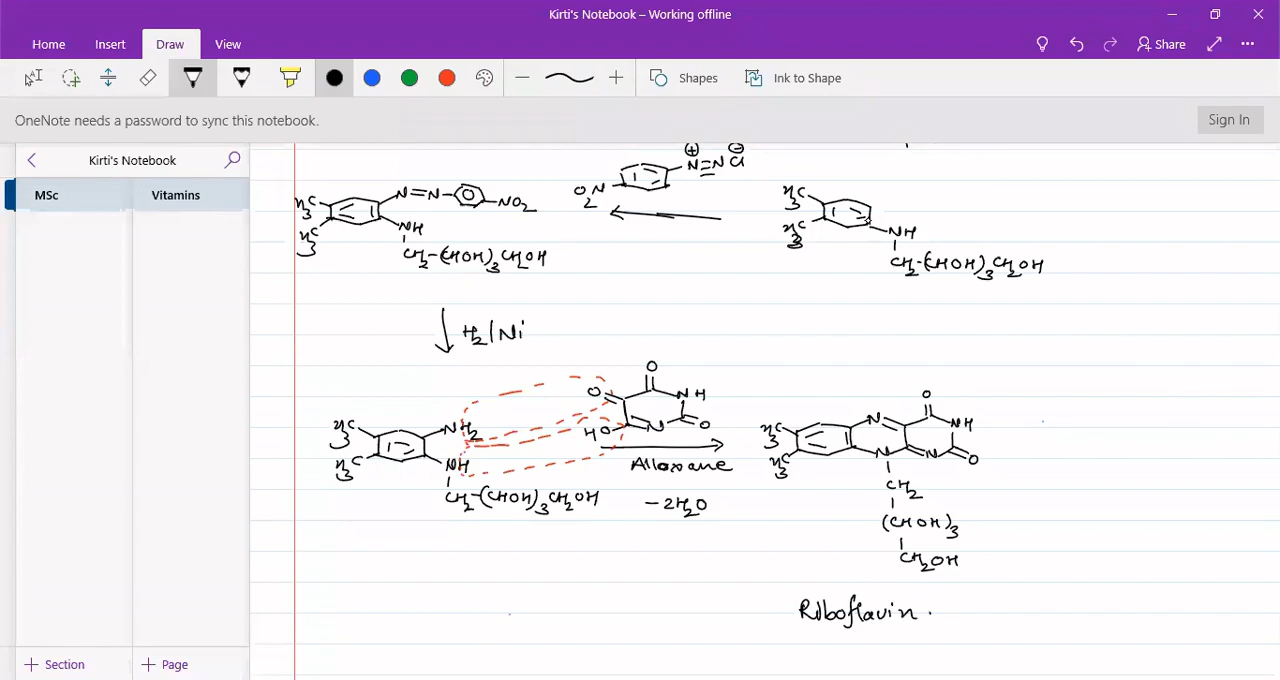 Kirti's Notebook – Working offline
Home Insert Draw View Share
Shapes Ink to Shape
OneNote needs a password to sync this notebook. Sign In
Kirti's Notebook
MSc Vitamins
O2N N=N Cl
⊕ ⊖
H3C N=N NO2
H3C NH
CH2-(CHOH)3CH2OH
H3C
H3C NH
CH2-(CHOH)3CH2OH
H2/Ni
H3C NH2
H3C NH
CH2-(CHOH)3CH2OH
O O NH O N HO
Alloxane
-2H2O
H3C N O NH
H3C N N O
CH2
(CHOH)3
CH2OH
Riboflavin.
+ Section + Page